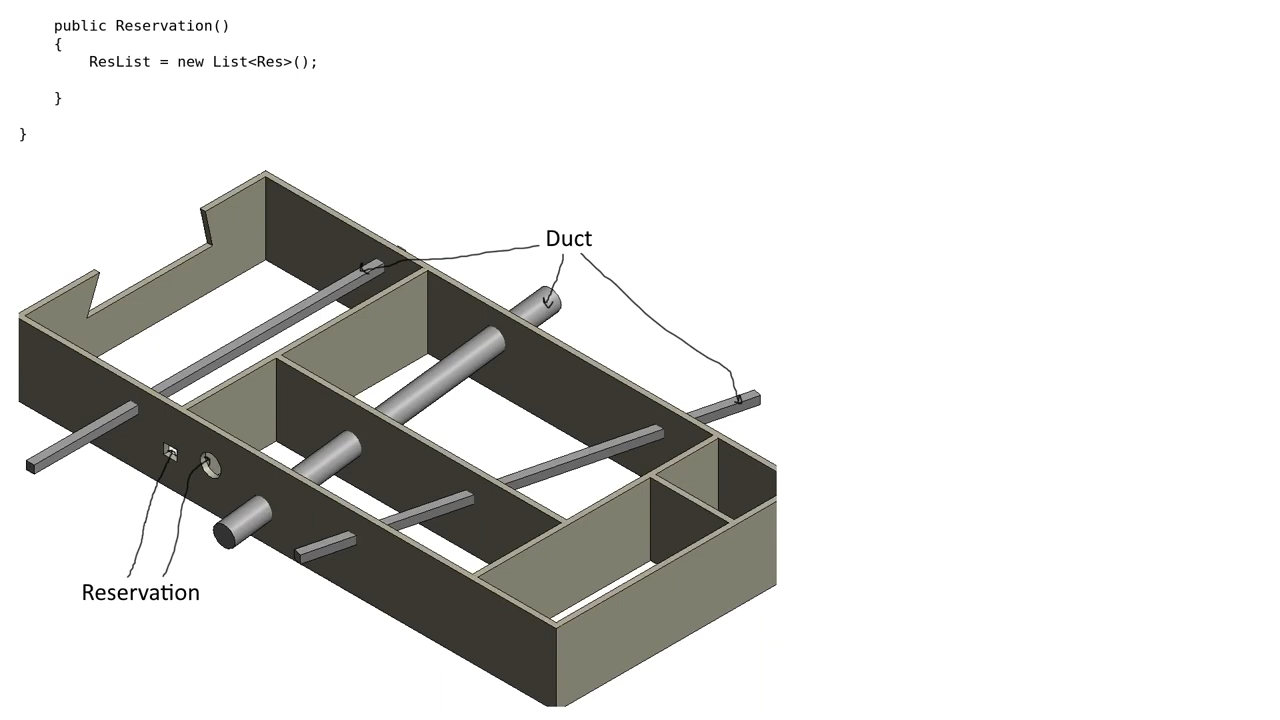 public Reservation()
{
ResList = new List<Res>();
}
}
Duct
Reservation